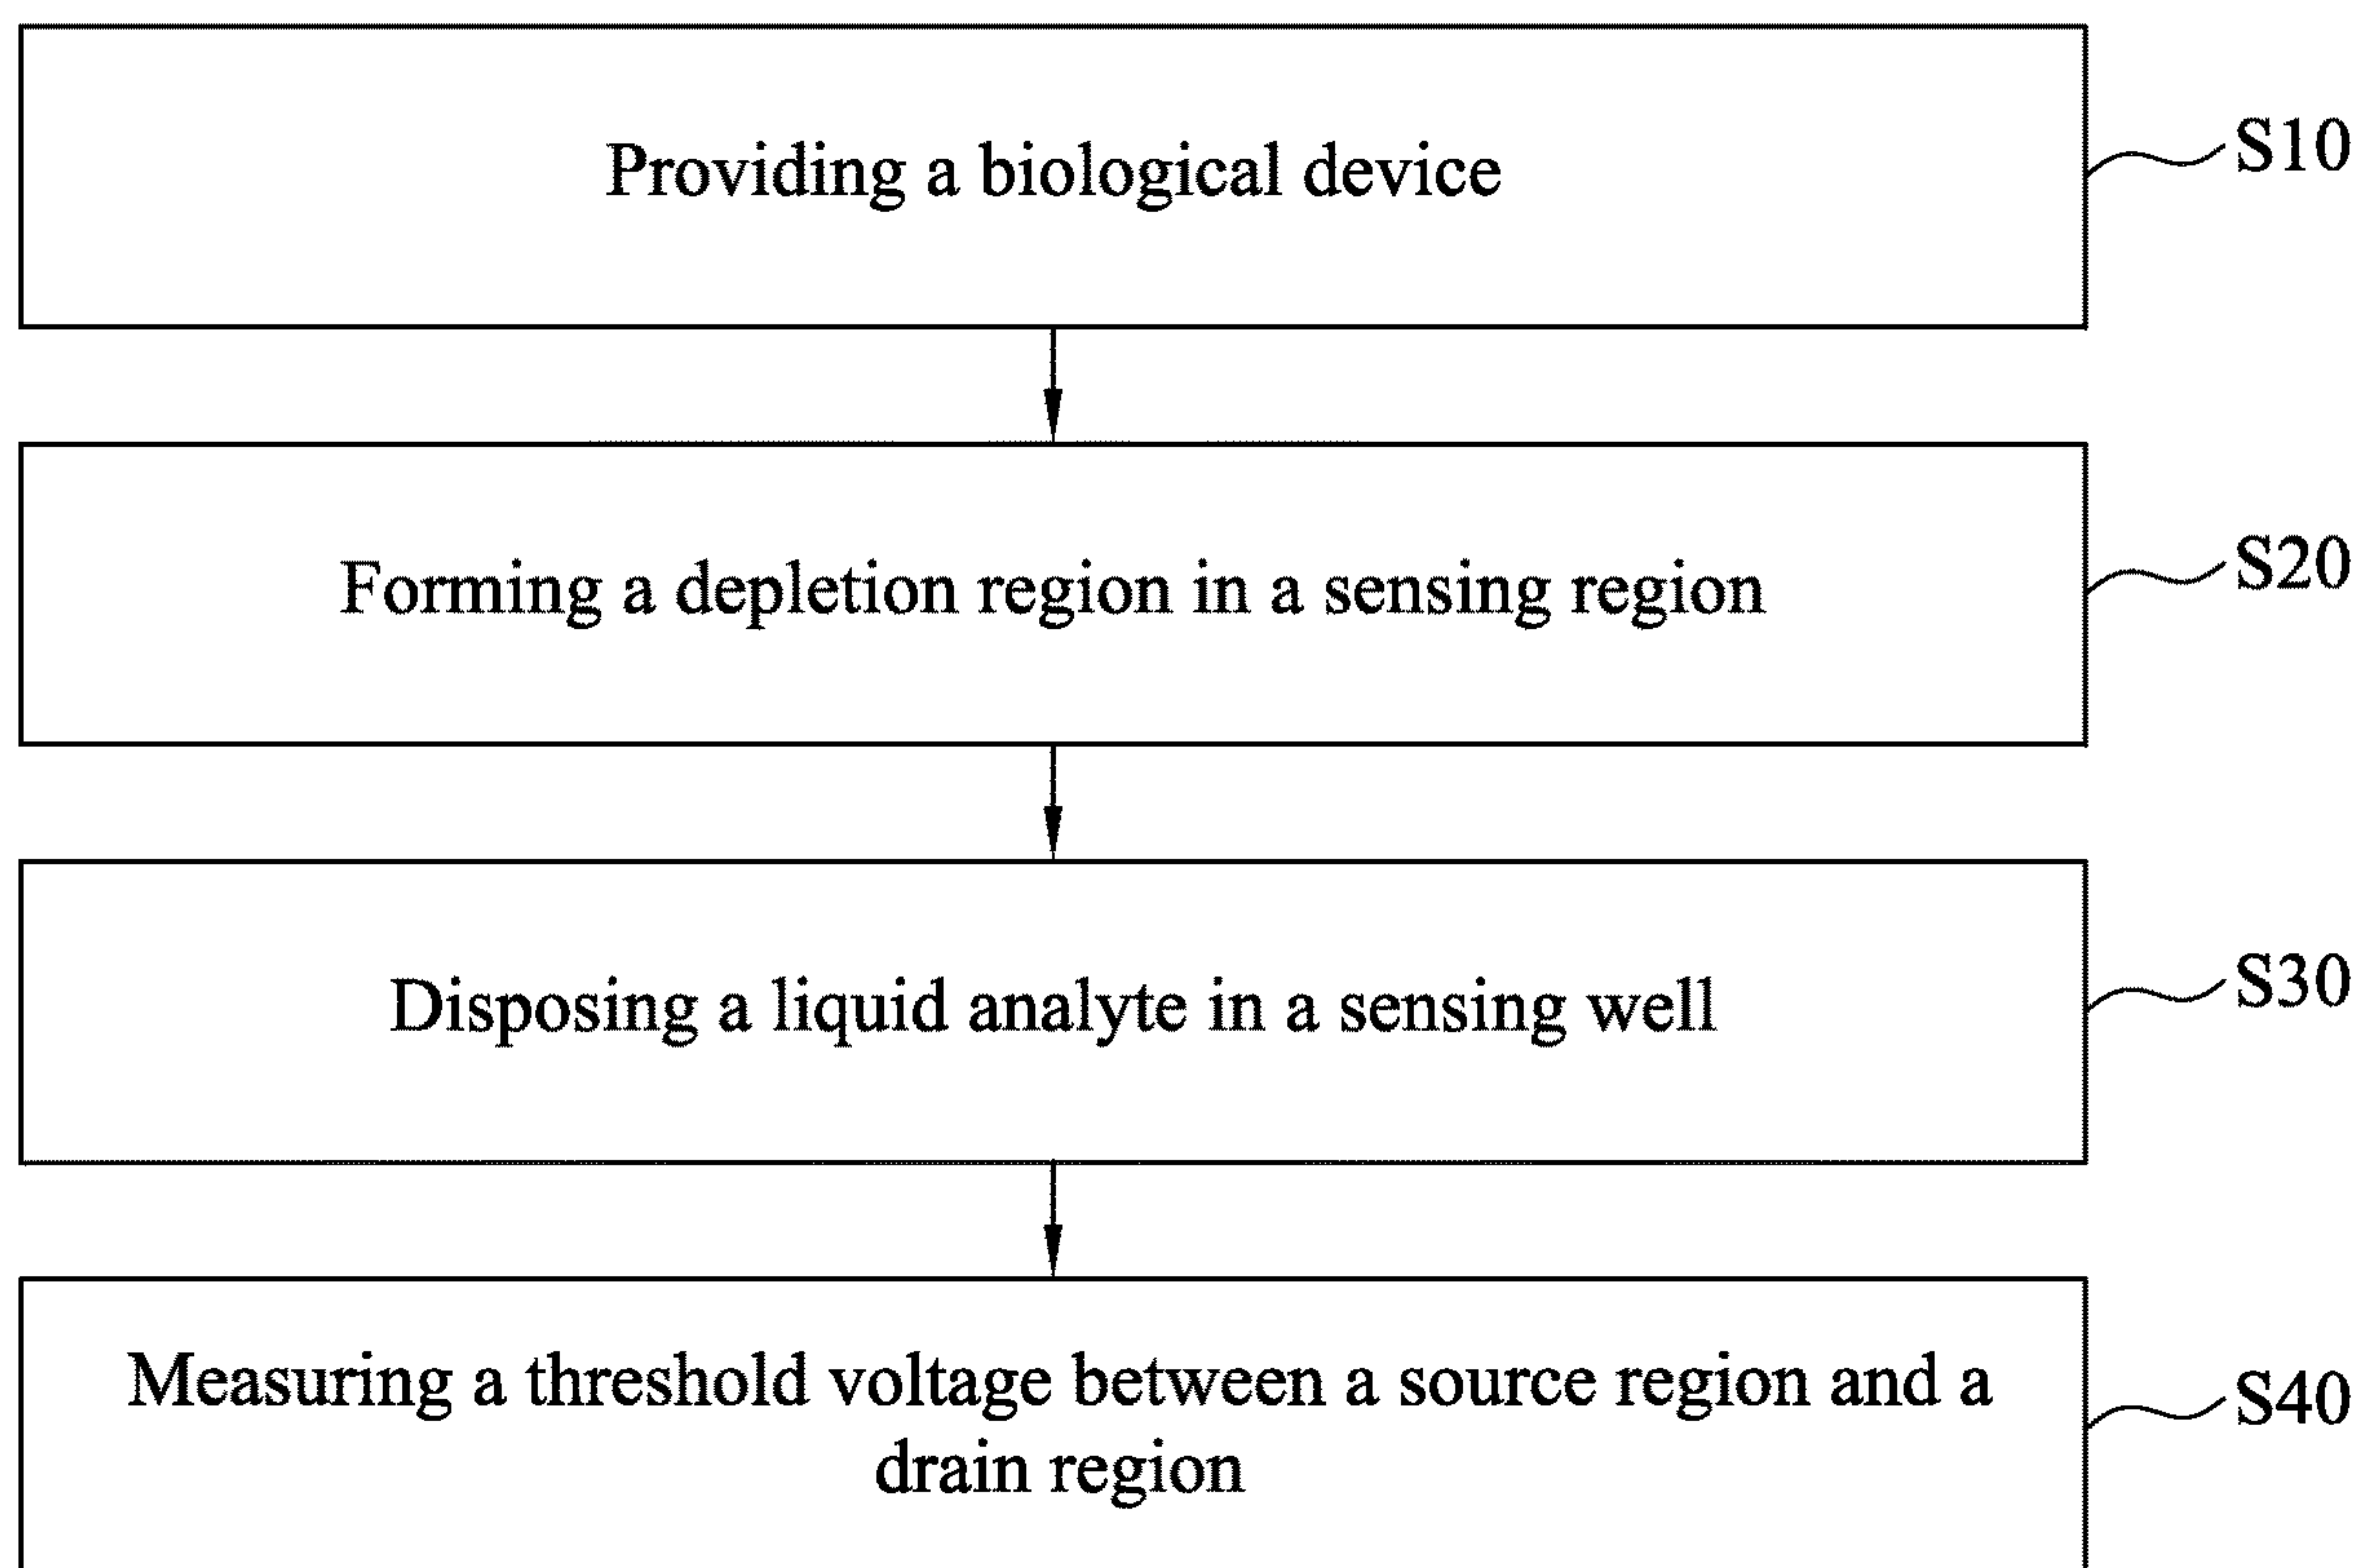 Providing a biological device
S10
Forming a depletion region in a sensing region
S20
Disposing a liquid analyte in a sensing well
S30
Measuring a threshold voltage between a source region and a
drain region
S40